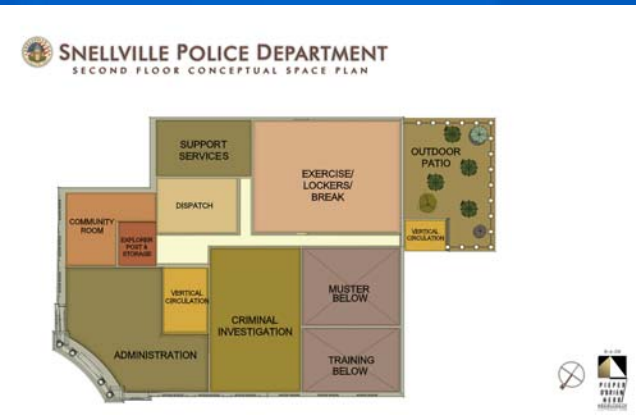 SNELLVILLE POLICE DEPARTMENT
SECOND FLOOR CONCEPTUAL SPACE PLAN
SUPPORT
SERVICES
EXERCISE/
LOCKERS/
BREAK
OUTDOOR
PATIO
DISPATCH
COMMUNITY
ROOM
EXPLORER
POST &
STORAGE
VERTICAL
CIRCULATION
VERTICAL
CIRCULATION
MUSTER
BELOW
CRIMINAL
INVESTIGATION
ADMINISTRATION
TRAINING
BELOW
PIEPER
O'BRIEN